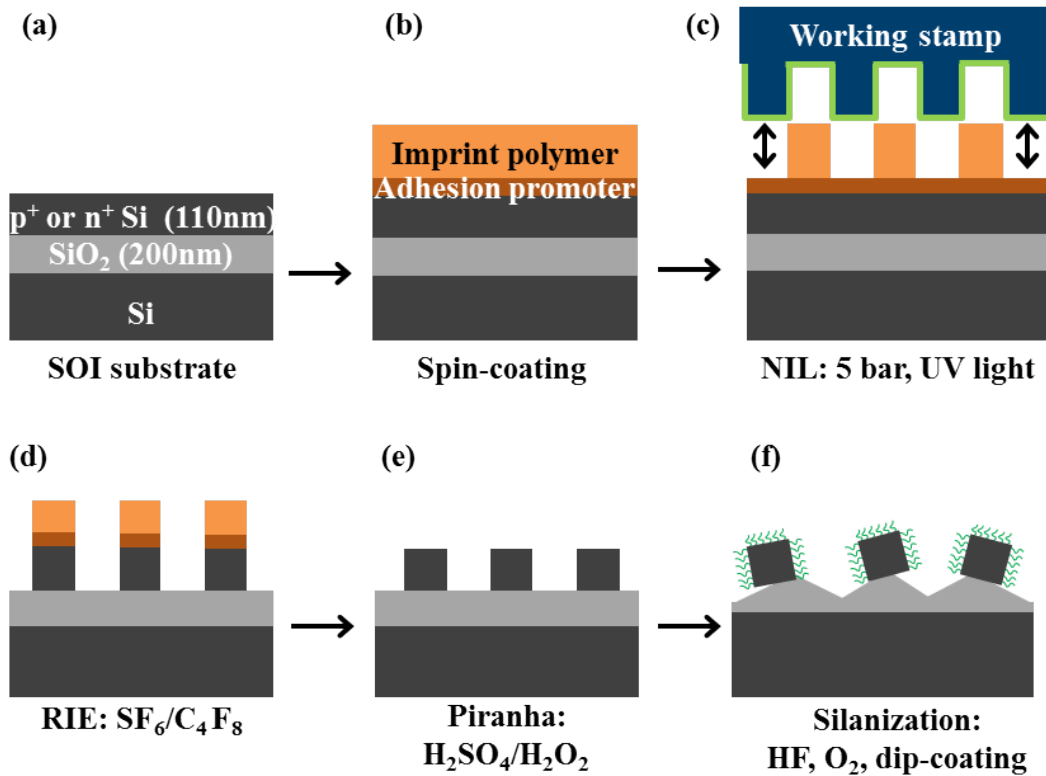 (a)
p⁺ or n⁺ Si (110nm)
SiO₂ (200nm)
Si
SOI substrate
(b)
Imprint polymer
Adhesion promoter
Spin-coating
(c)
Working stamp
NIL: 5 bar, UV light
(d)
RIE: SF₆/C₄F₈
(e)
Piranha:
H₂SO₄/H₂O₂
(f)
Silanization:
HF, O₂, dip-coating